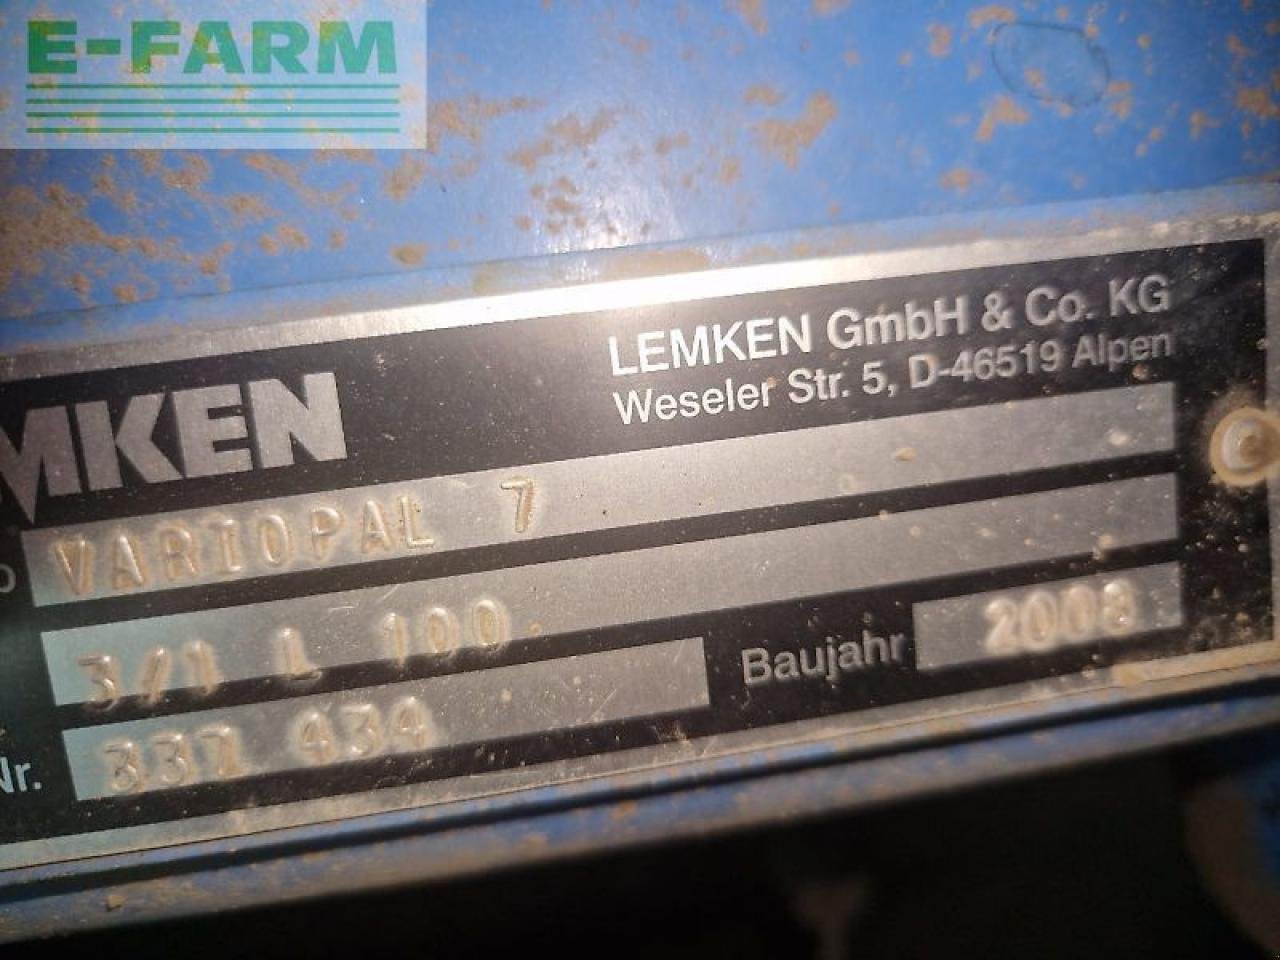 E-FARM
LEMKEN GmbH & Co. KG
Weseler Str. 5, D-46519 Alpen
MKEN
VARIOPAL 7
3/1 L 100
Baujahr 2008
Nr. 337 434